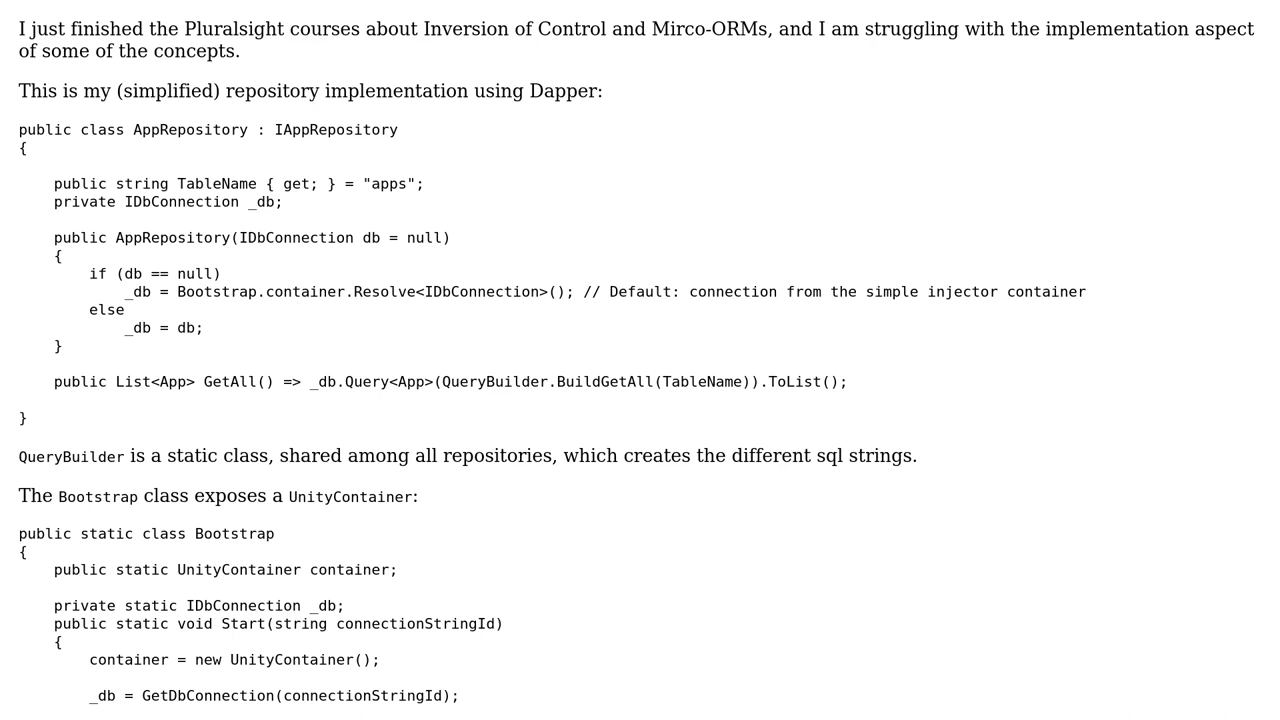 I just finished the Pluralsight courses about Inversion of Control and Mirco-ORMs, and I am struggling with the implementation aspect
of some of the concepts.
This is my (simplified) repository implementation using Dapper:
public class AppRepository : IAppRepository
{
    public string TableName { get; } = "apps";
    private IDbConnection _db;
    public AppRepository(IDbConnection db = null)
    {
        if (db == null)
            _db = Bootstrap.container.Resolve<IDbConnection>(); // Default: connection from the simple injector container
        else
            _db = db;
    }
    public List<App> GetAll() => _db.Query<App>(QueryBuilder.BuildGetAll(TableName)).ToList();
}
QueryBuilder is a static class, shared among all repositories, which creates the different sql strings.
The Bootstrap class exposes a UnityContainer:
public static class Bootstrap
{
    public static UnityContainer container;
    private static IDbConnection _db;
    public static void Start(string connectionStringId)
    {
        container = new UnityContainer();
        _db = GetDbConnection(connectionStringId);